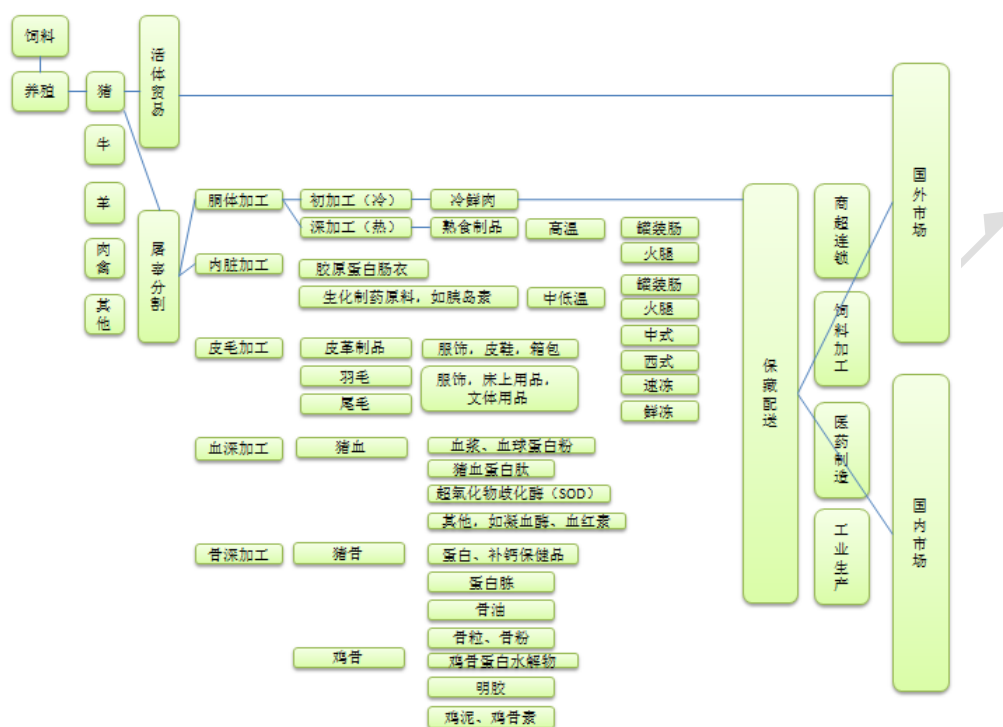 饲料
养殖
猪
牛
羊
肉禽
其他
活体贸易
屠宰分割
胴体加工
初加工（冷）
冷鲜肉
深加工（热）
熟食制品
高温
罐装肠
火腿
内脏加工
胶原蛋白肠衣
生化制药原料，如胰岛素
中低温
罐装肠
火腿
中式
西式
速冻
鲜冻
皮毛加工
皮革制品
服饰，皮鞋，箱包
羽毛
尾毛
服饰，床上用品，
文体用品
血深加工
猪血
血浆、血球蛋白粉
猪血蛋白肽
超氧化物歧化酶（SOD）
其他，如凝血酶、血红素
骨深加工
猪骨
蛋白、补钙保健品
蛋白胨
骨油
骨粒、骨粉
鸡骨
鸡骨蛋白水解物
明胶
鸡泥、鸡骨素
保藏配送
商超连锁
饲料加工
医药制造
工业生产
国外市场
国内市场